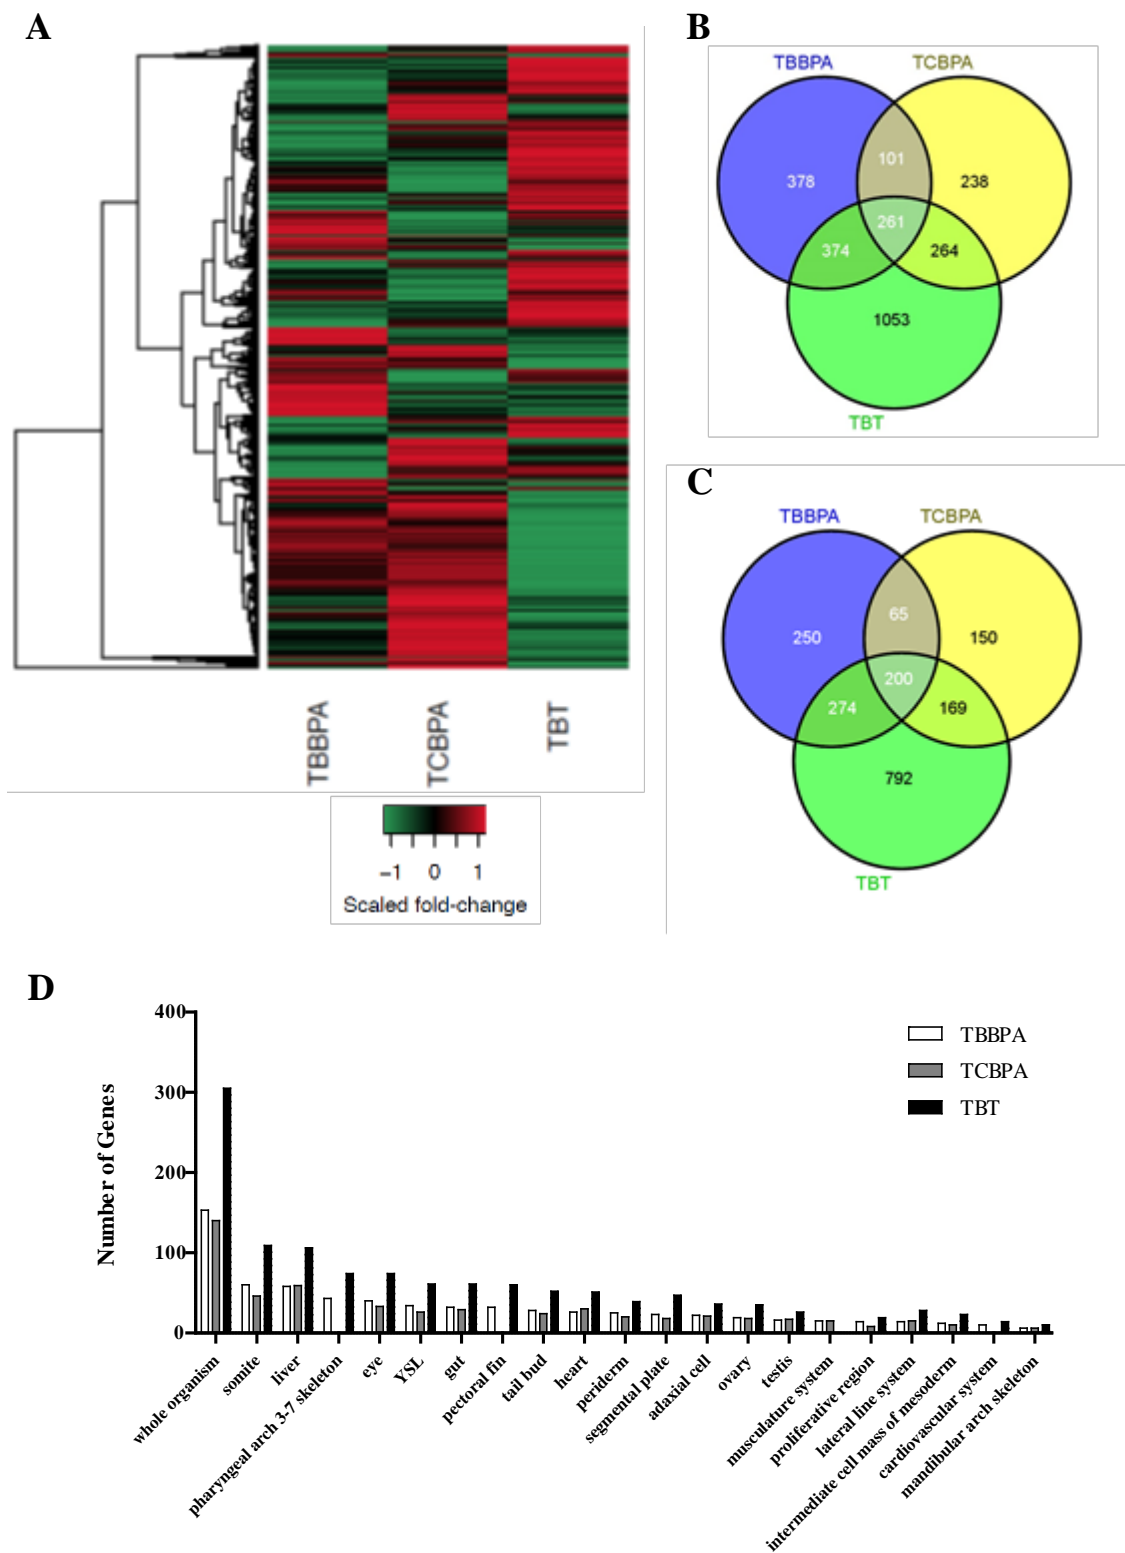 A
TBBPA
TCBPA
TBT
−1 0 1
Scaled fold-change
B
TBBPA TCBPA
101
378 238
261
374 264
1053
TBT
C
TBBPA TCBPA
65
250 150
200
274 169
792
TBT
D
Number of Genes
400
300
200
100
0
TBBPA
TCBPA
TBT
whole organism
somite
liver
pharyngeal arch 3-7 skeleton
eye
YSL
gut
pectoral fin
tail bud
heart
periderm
segmental plate
adaxial cell
ovary
testis
musculature system
proliferative region
lateral line system
intermediate cell mass of mesoderm
cardiovascular system
mandibular arch skeleton